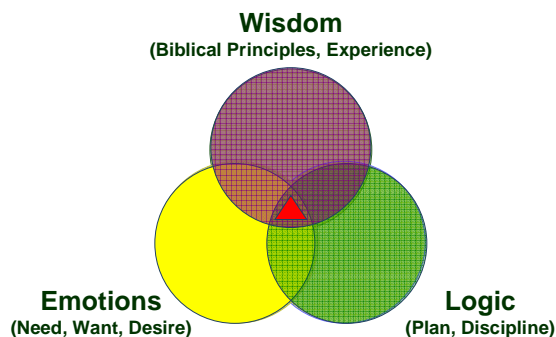 Wisdom
(Biblical Principles, Experience)
Emotions
(Need, Want, Desire)
Logic
(Plan, Discipline)